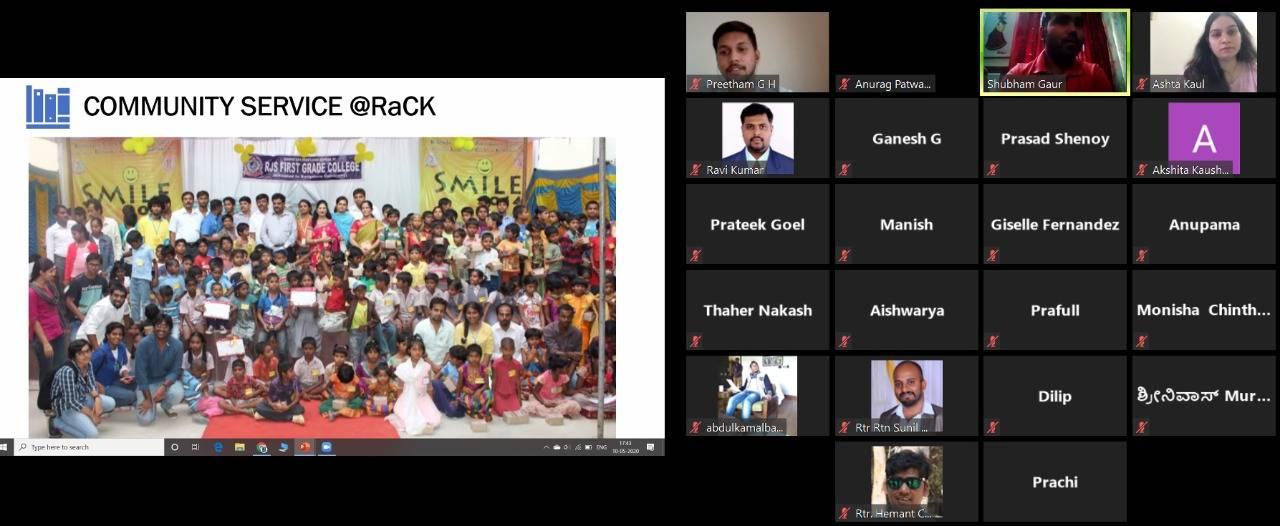 COMMUNITY SERVICE @RaCK
RJS FIRST GRADE COLLEGE
SMILE
SMILE
Type here to search
ENG
17:43
10-05-2020
Preetham G H
Anurag Patwa...
Shubham Gaur
Ashta Kaul
Ravi Kumar
Ganesh G
Prasad Shenoy
A
Akshita Kaush...
Prateek Goel
Manish
Giselle Fernandez
Anupama
Thaher Nakash
Aishwarya
Prafull
Monisha Chinth...
abdulkamalba...
Rtr Rtn Sunil ...
Dilip
ಶ್ರೀನಿವಾಸ್ Mur...
Rtr. Hemant C...
Prachi